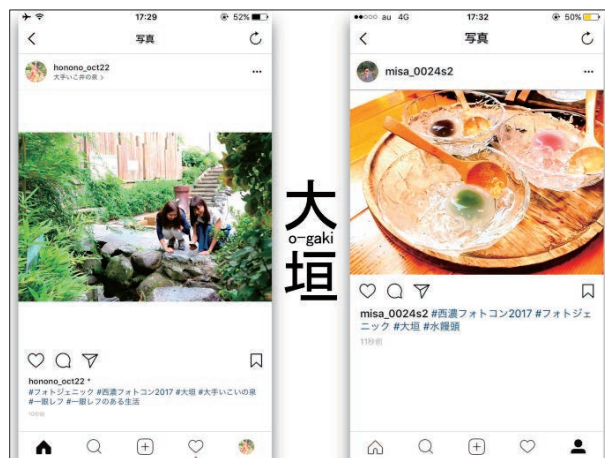 17:29
52%
写真
honono_oct22
大手いこ井の泉 >
honono_oct22 *
#フォトジェニック #西濃フォトコン2017 #大垣 #大手いこいの泉
#一眼レフ #一眼レフのある生活
10秒前
大
o-gaki
垣
au 4G
17:32
50%
写真
misa_0024s2
misa_0024s2 #西濃フォトコン2017 #フォトジェ
ニック #大垣 #水饅頭
11秒前